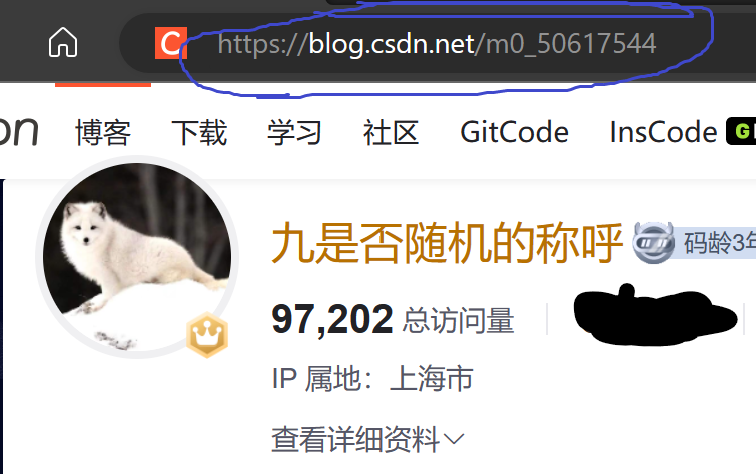 https://blog.csdn.net/m0_50617544
博客 下载 学习 社区 GitCode InsCode
九是否随机的称呼 码龄3年
97,202 总访问量
IP 属地：上海市
查看详细资料